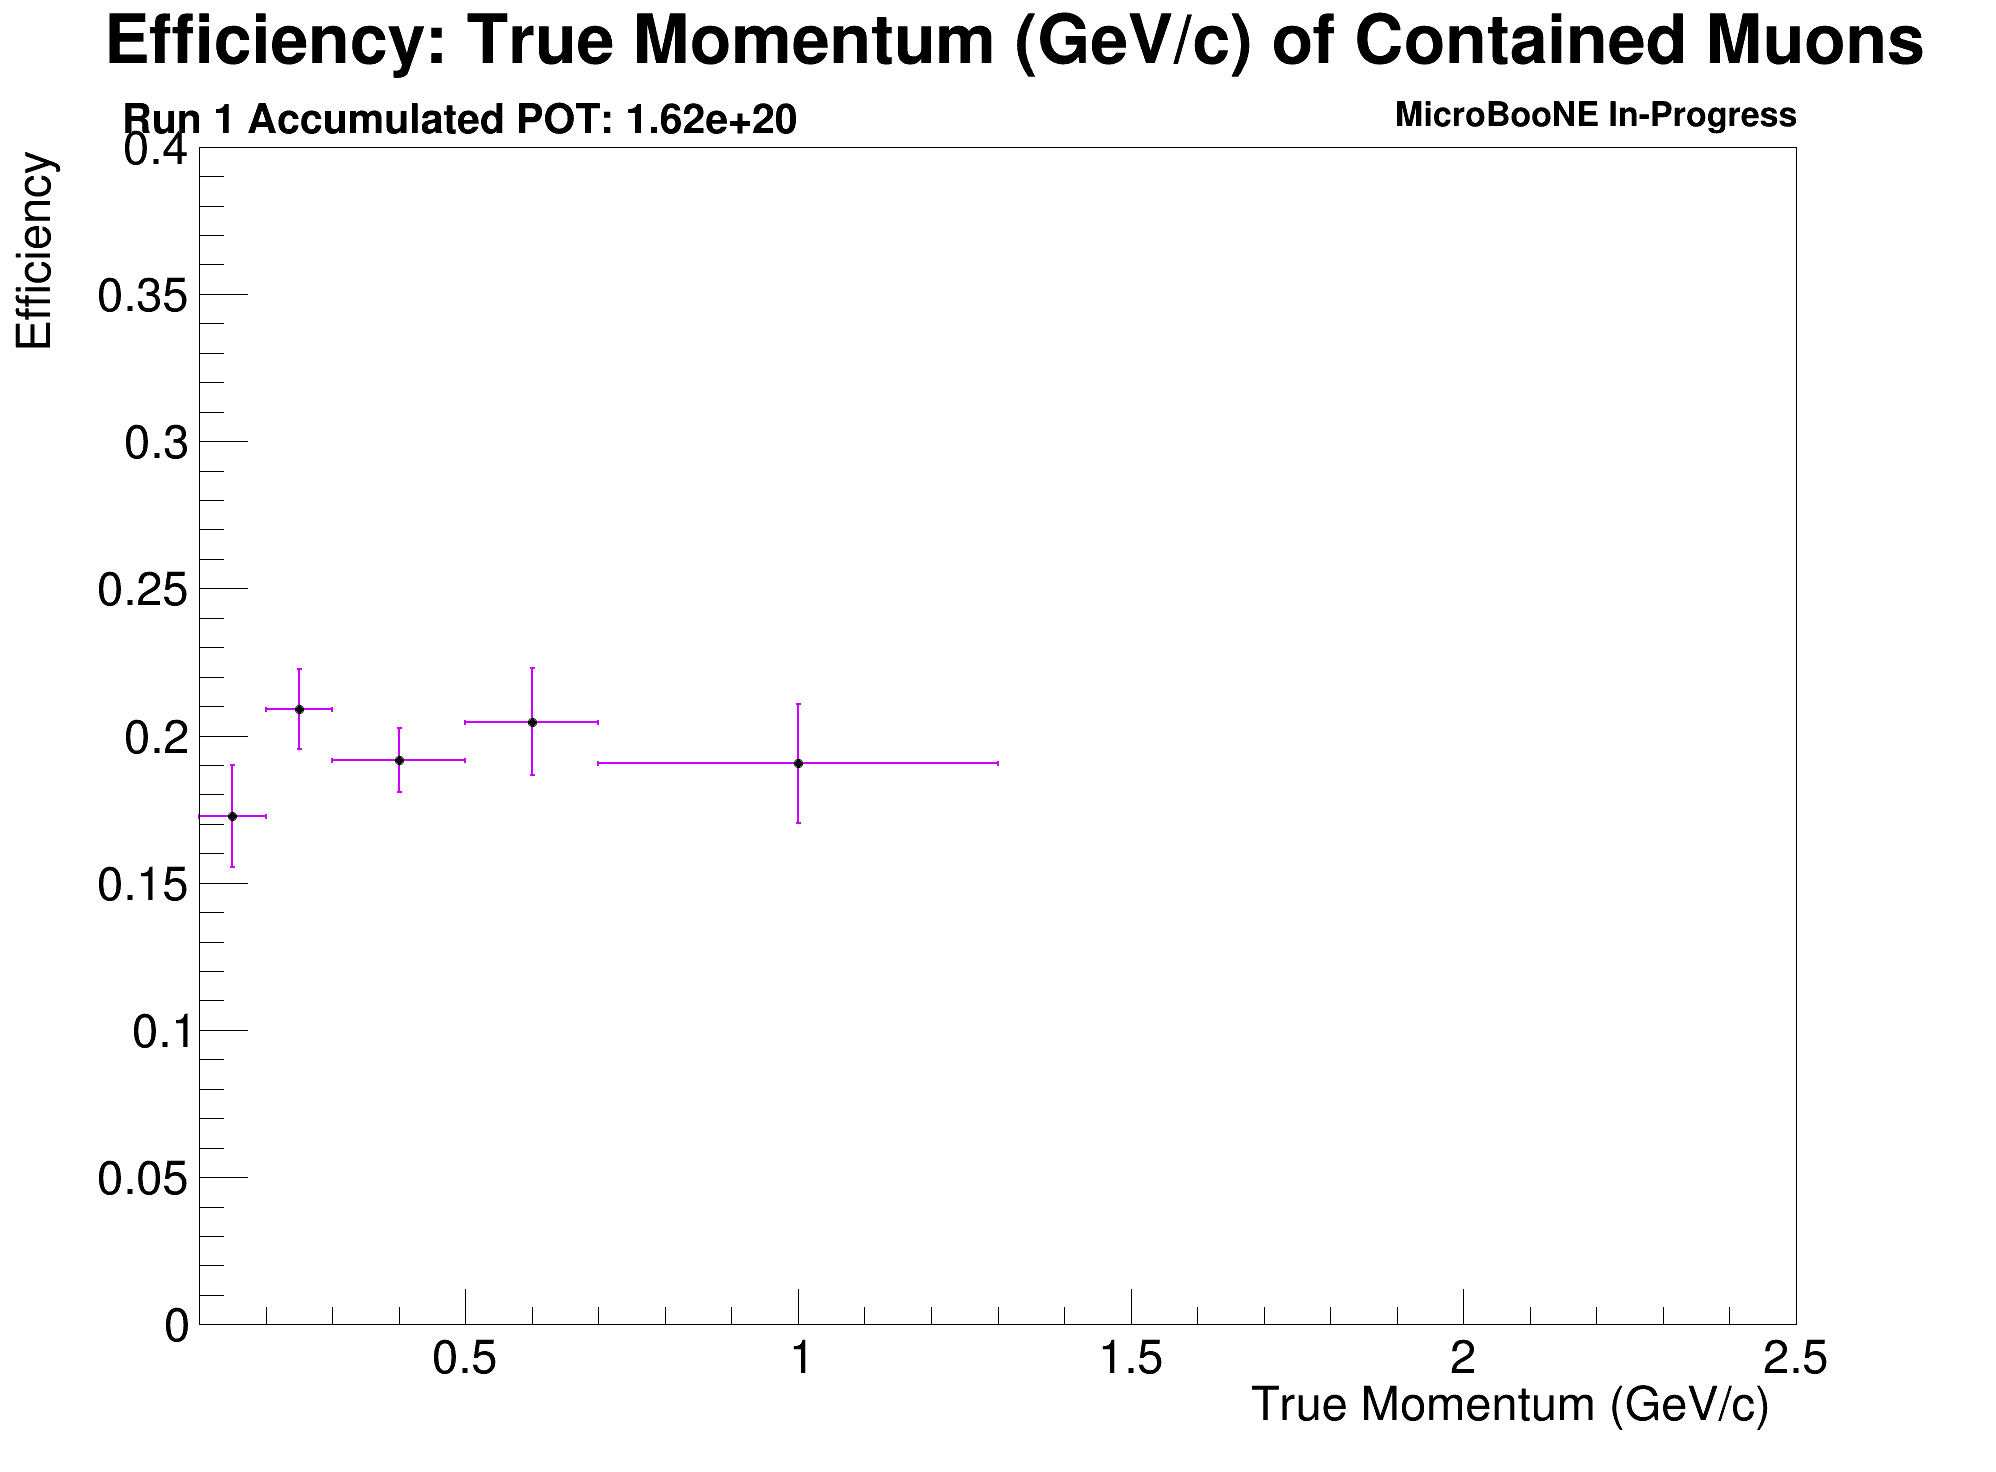 Efficiency: True Momentum (GeV/c) of Contained Muons
Run 1 Accumulated POT: 1.62e+20
MicroBooNE In-Progress
Efficiency
0.4
0.35
0.3
0.25
0.2
0.15
0.1
0.05
0
0.5
1
1.5
2
2.5
True Momentum (GeV/c)